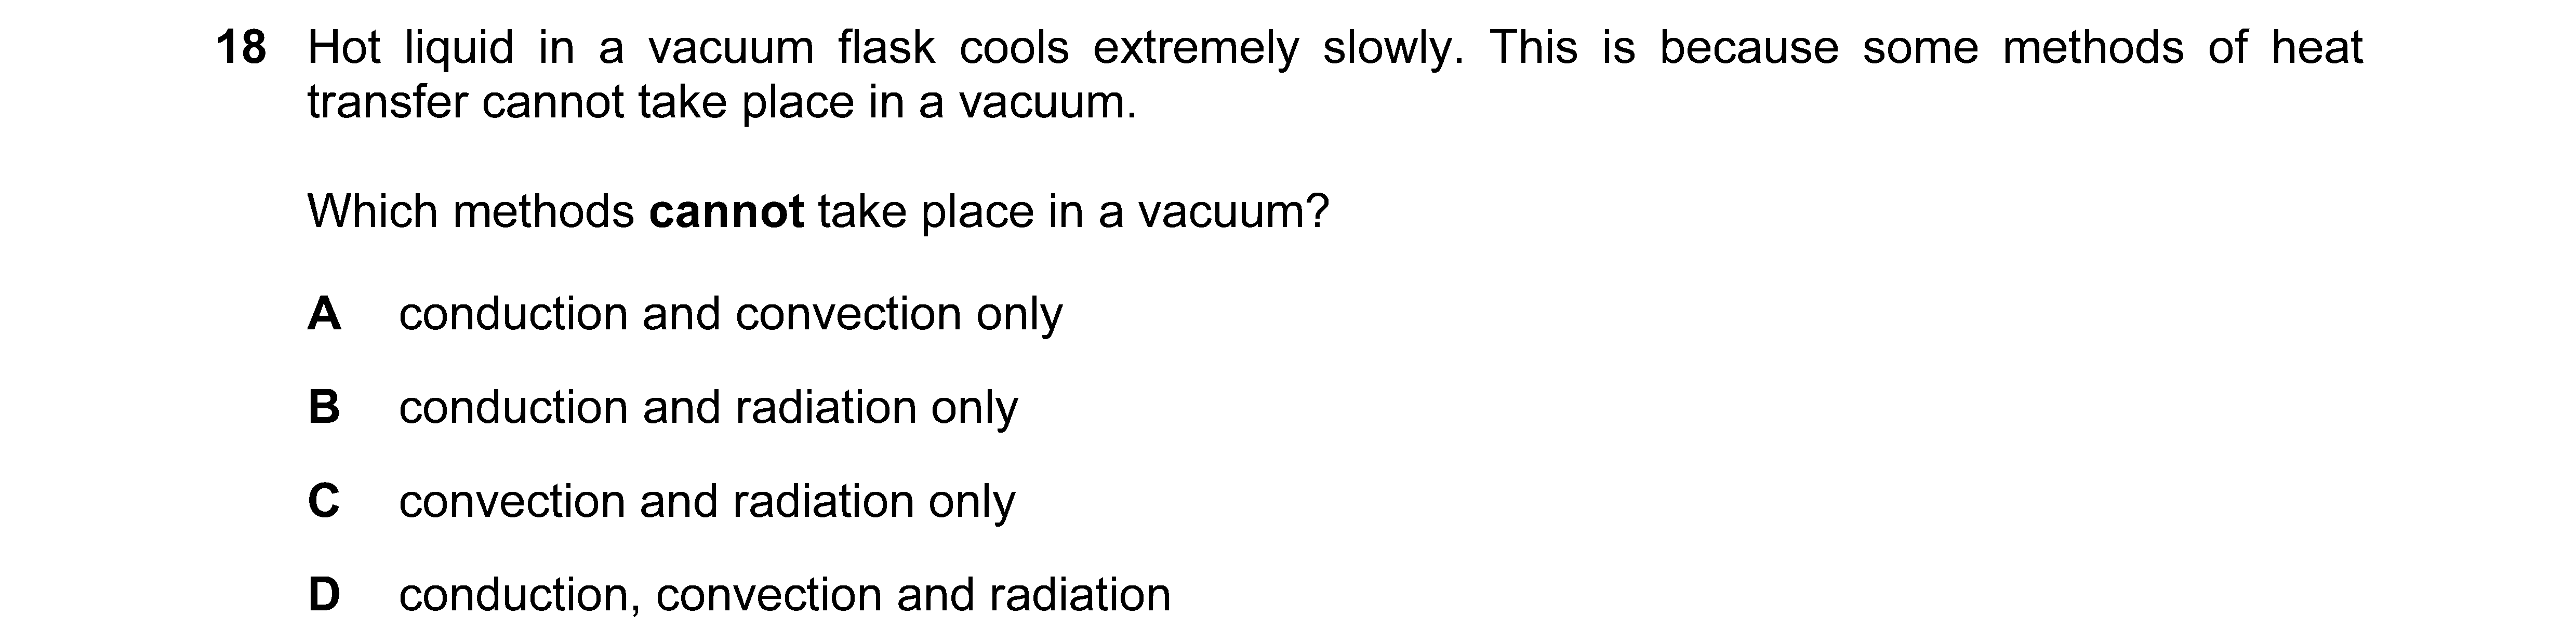 18 Hot liquid in a vacuum flask cools extremely slowly. This is because some methods of heat
transfer cannot take place in a vacuum.
Which methods cannot take place in a vacuum?
A conduction and convection only
B conduction and radiation only
C convection and radiation only
D conduction, convection and radiation